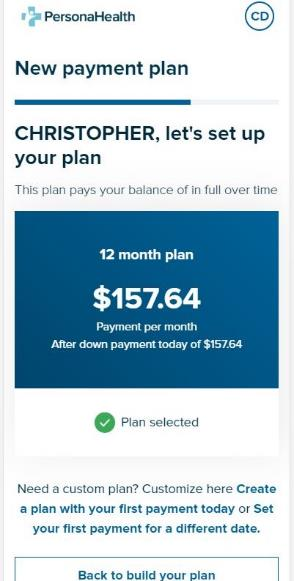 PersonaHealth
CD
New payment plan
CHRISTOPHER, let's set up
your plan
This plan pays your balance of in full over time
12 month plan
$157.64
Payment per month
After down payment today of $157.64
Plan selected
Need a custom plan? Customize here Create
a plan with your first payment today or Set
your first payment for a different date.
Back to build your plan